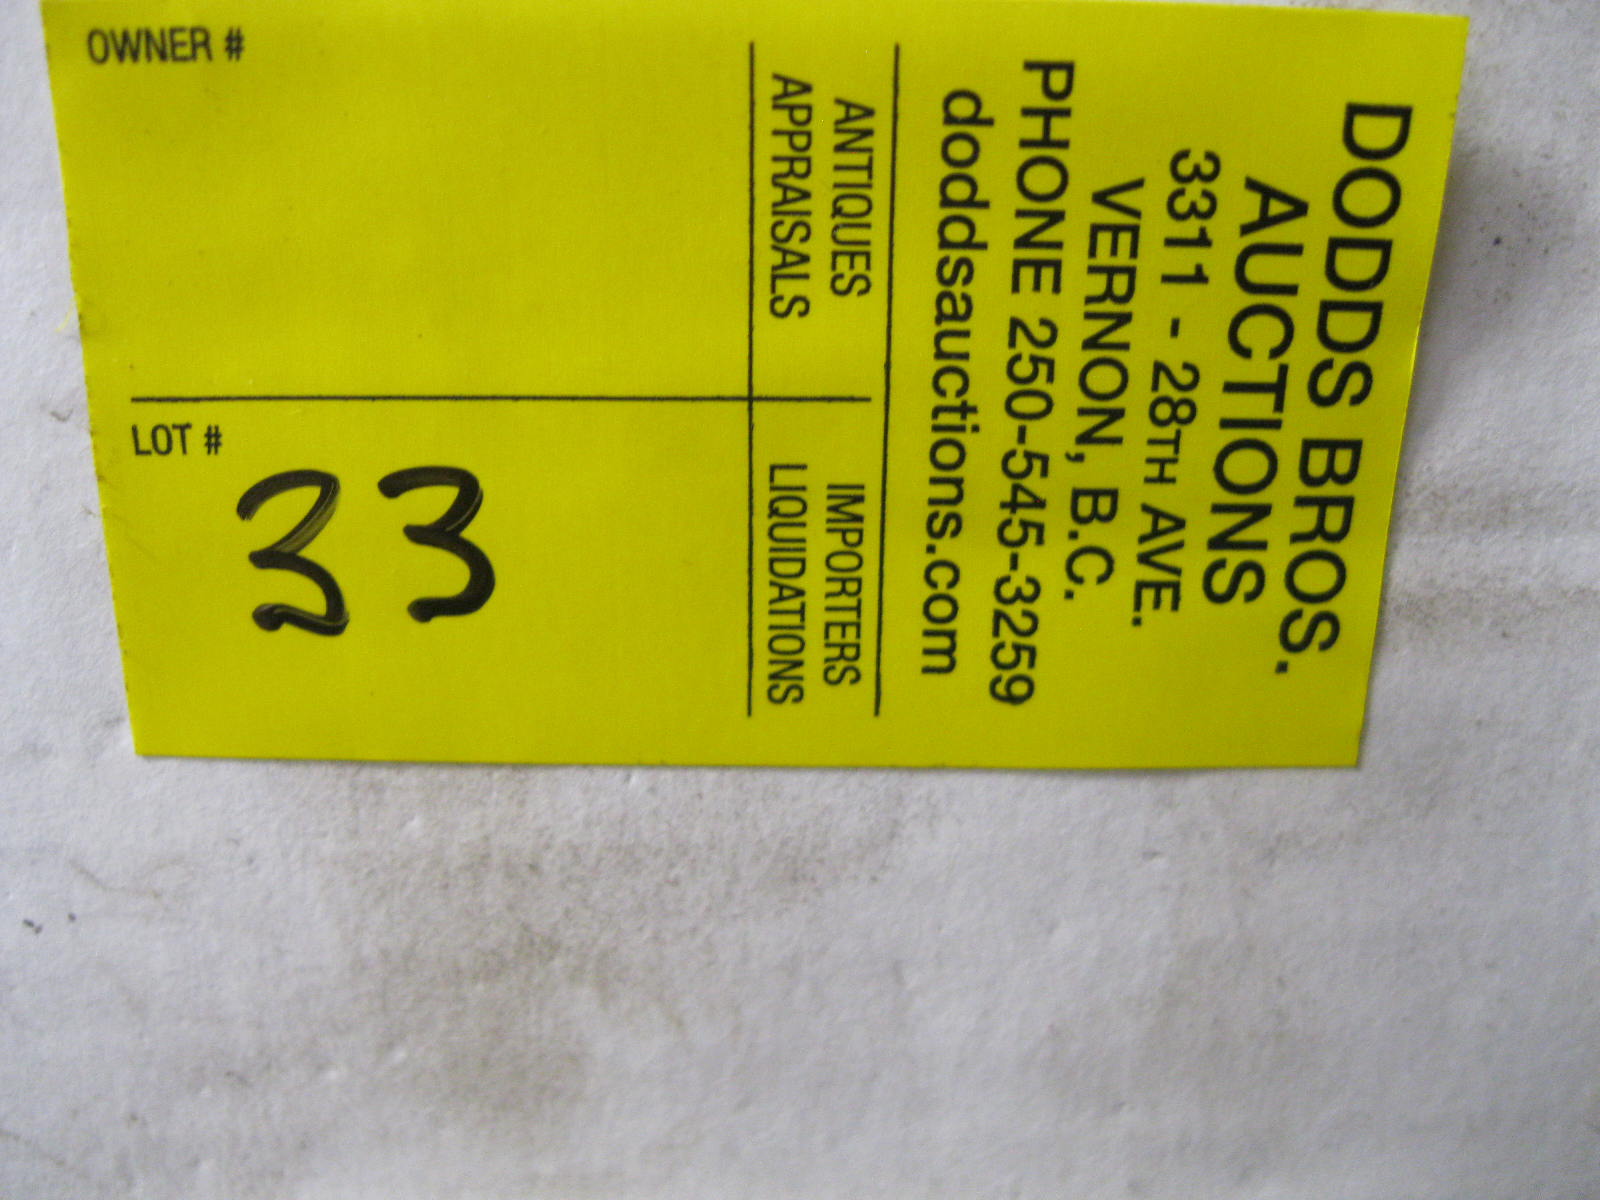 DODDS BROS.
AUCTIONS
3311 - 28TH AVE.
VERNON, B.C.
PHONE 250-545-3259
doddsauctions.com
ANTIQUES
APPRAISALS
IMPORTERS
LIQUIDATIONS
OWNER #
LOT #
33